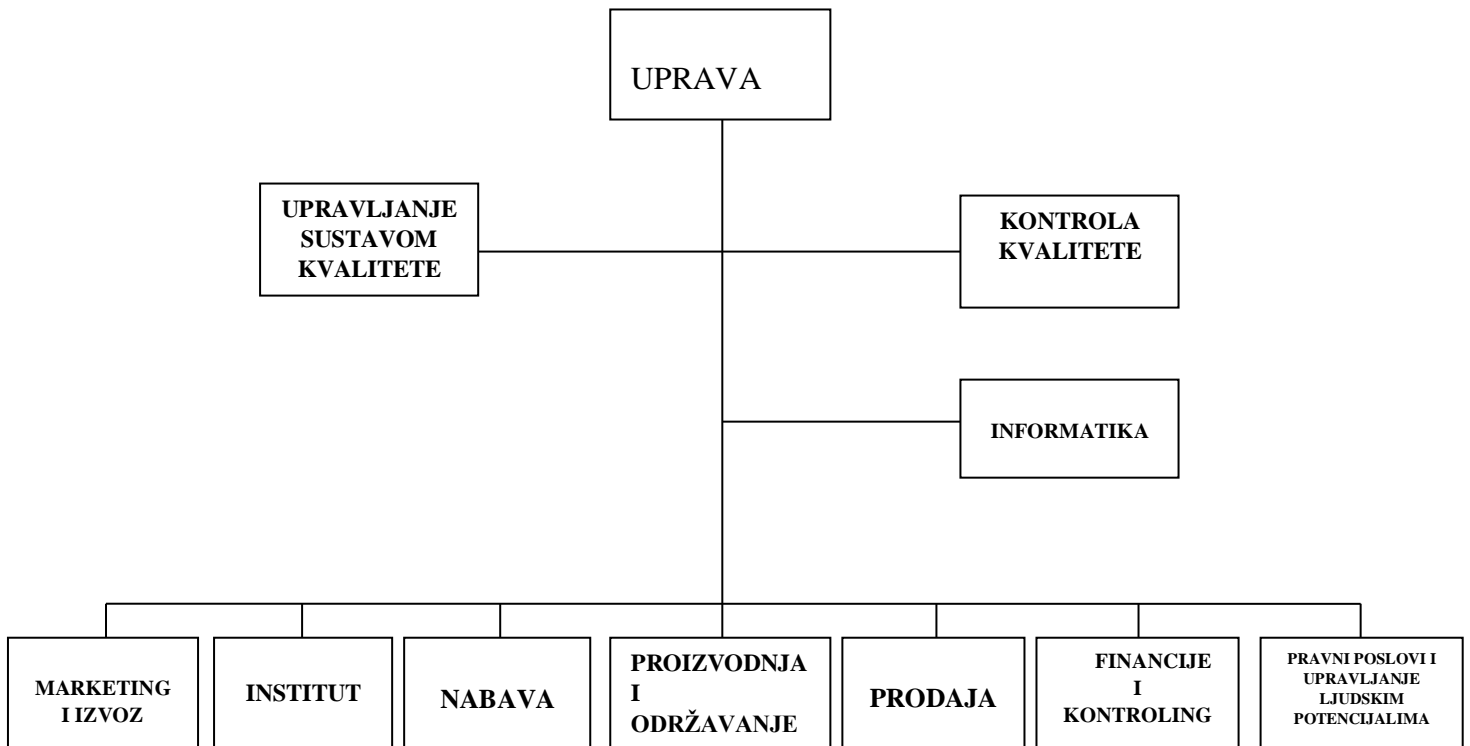 UPRAVA
UPRAVLJANJE
SUSTAVOM
KVALITETE
KONTROLA
KVALITETE
INFORMATIKA
MARKETING
I IZVOZ
INSTITUT
NABAVA
PROIZVODNJA
I
ODRŽAVANJE
PRODAJA
FINANCIJE
I
KONTROLING
PRAVNI POSLOVI I
UPRAVLJANJE
LJUDSKIM
POTENCIJALIMA